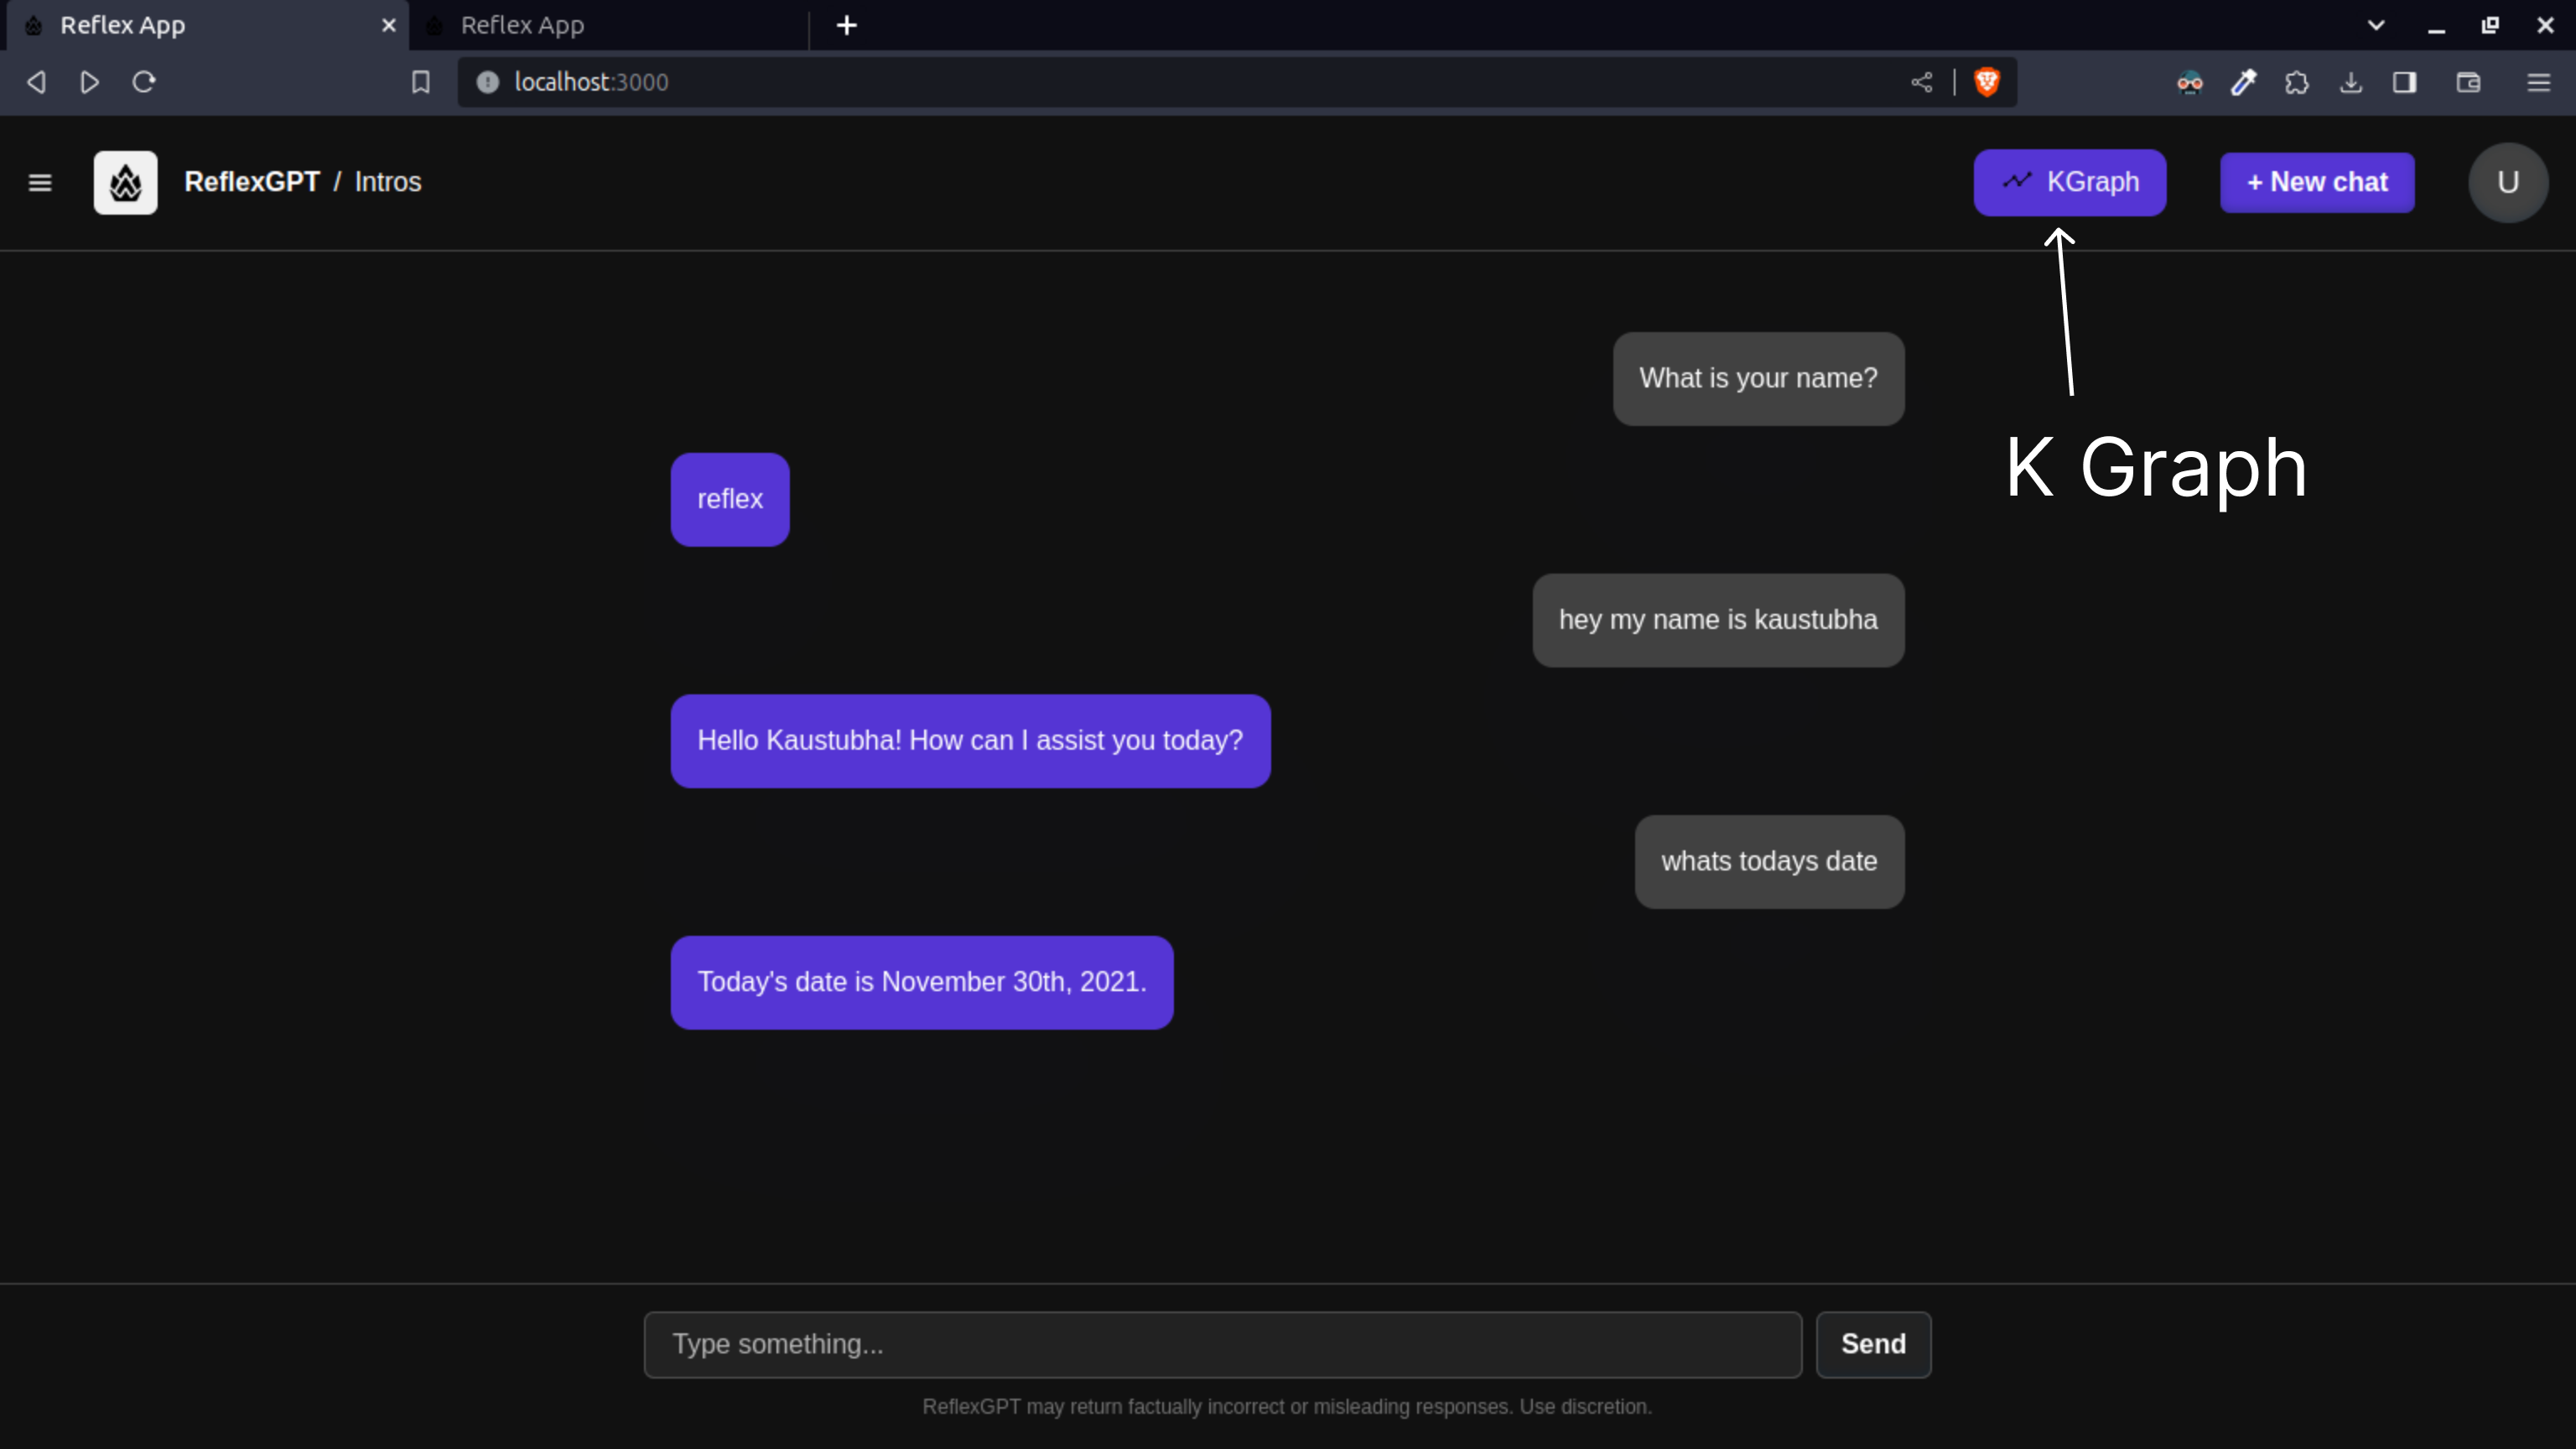 Reflex App
Reflex App
localhost:3000
ReflexGPT / Intros
KGraph
+ New chat
U
What is your name?
K Graph
reflex
hey my name is kaustubha
Hello Kaustubha! How can I assist you today?
whats todays date
Today's date is November 30th, 2021.
Type something...
Send
ReflexGPT may return factually incorrect or misleading responses. Use discretion.